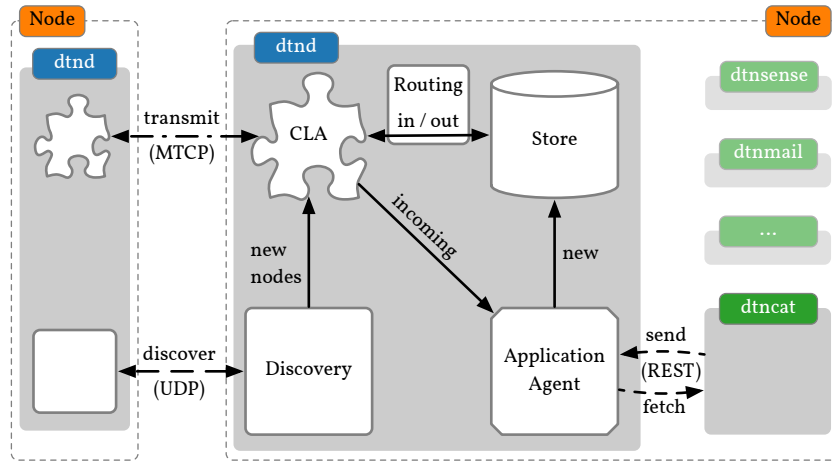 Node
Node
dtnd
dtnd
dtnsense
transmit
(MTCP)
CLA
Routing
in / out
Store
dtnmail
incoming
new
nodes
new
...
dtncat
discover
(UDP)
Discovery
Application
Agent
send
(REST)
fetch